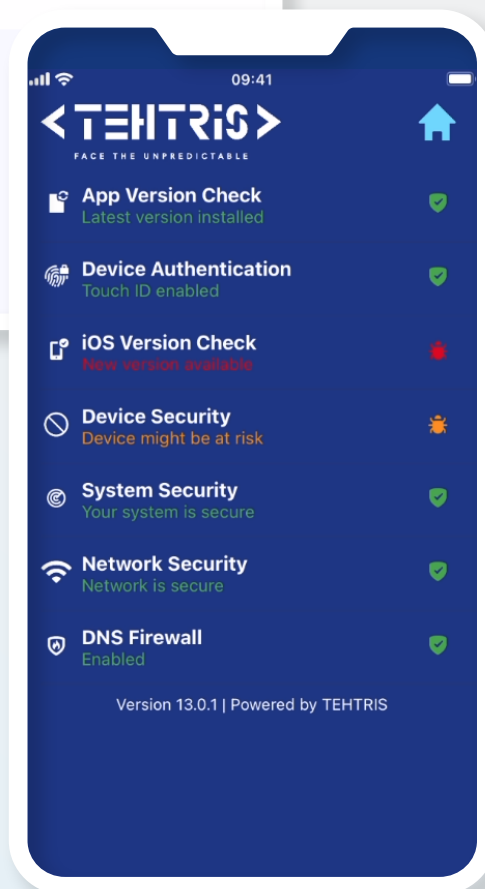 09:41
<TEHTRIS>
FACE THE UNPREDICTABLE
App Version Check
Latest version installed
Device Authentication
Touch ID enabled
iOS Version Check
New version available
Device Security
Device might be at risk
System Security
Your system is secure
Network Security
Network is secure
DNS Firewall
Enabled
Version 13.0.1 | Powered by TEHTRIS